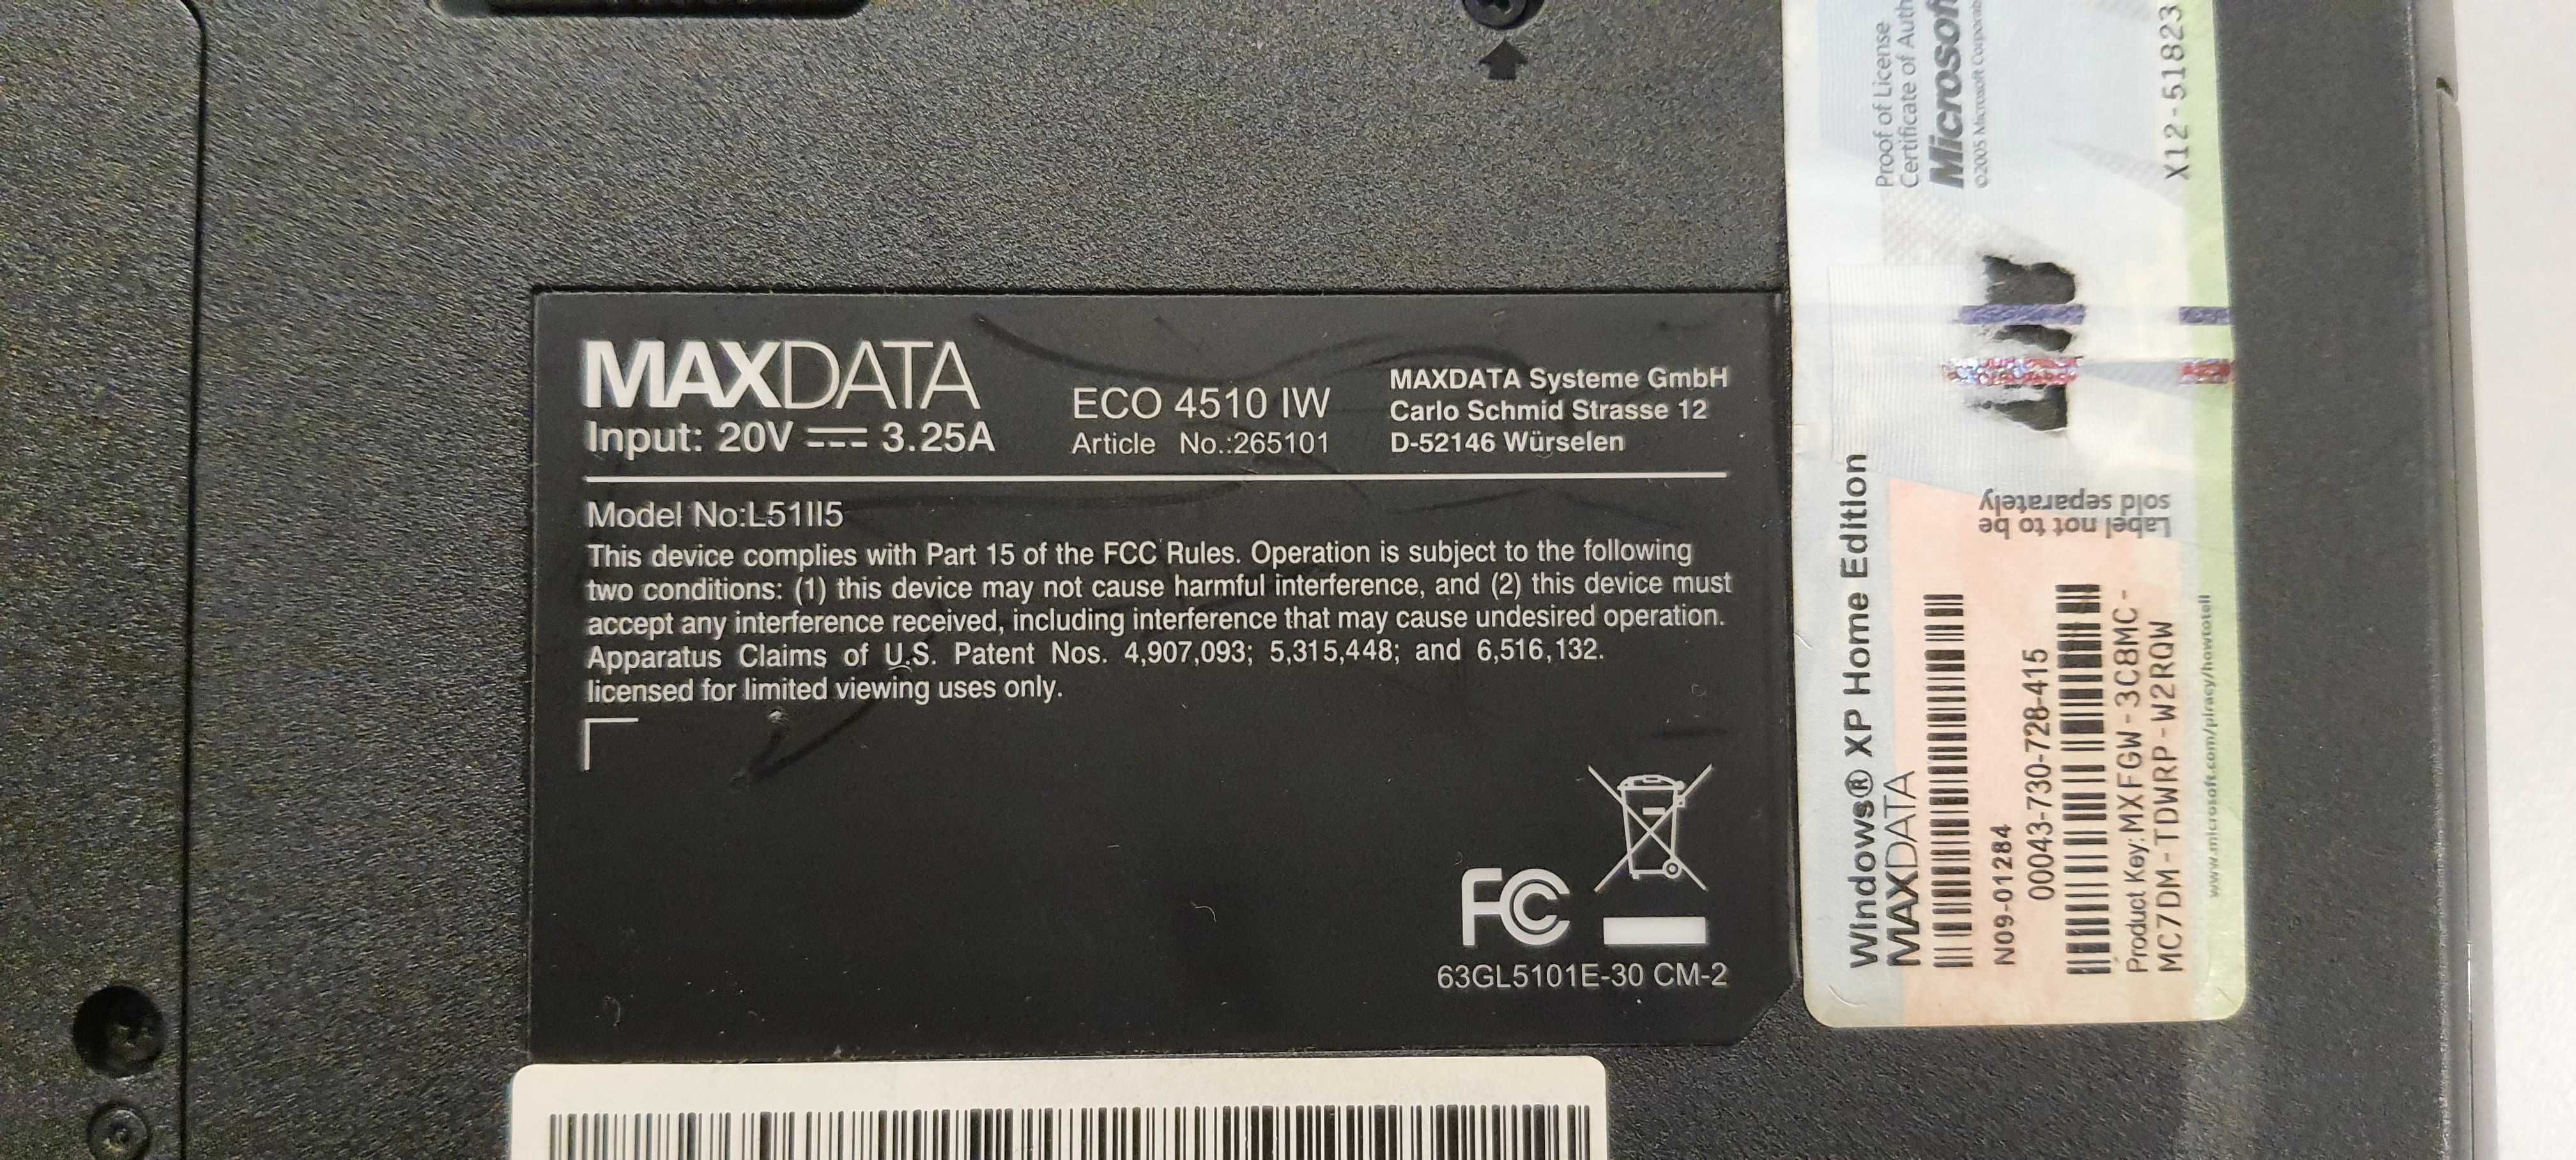 MAXDATA
Input: 20V ⎓ 3.25A
ECO 4510 IW
Article No.:265101
MAXDATA Systeme GmbH
Carlo Schmid Strasse 12
D-52146 Würselen
Model No:L51II5
This device complies with Part 15 of the FCC Rules. Operation is subject to the following
two conditions: (1) this device may not cause harmful interference, and (2) this device must
accept any interference received, including interference that may cause undesired operation.
Apparatus Claims of U.S. Patent Nos. 4,907,093; 5,315,448; and 6,516,132.
licensed for limited viewing uses only.
FC
63GL5101E-30 CM-2
Proof of License
Certificate of Auth
Microsof
©2005 Microsoft Corporati
X12-51823
Label not to be
sold separately
Windows® XP Home Edition
MAXDATA
N09-01284
00043-730-728-415
Product Key:MXFGW-3C8MC-
MC7DM-TDWRP-W2RQW
www.microsoft.com/piracy/howtotell